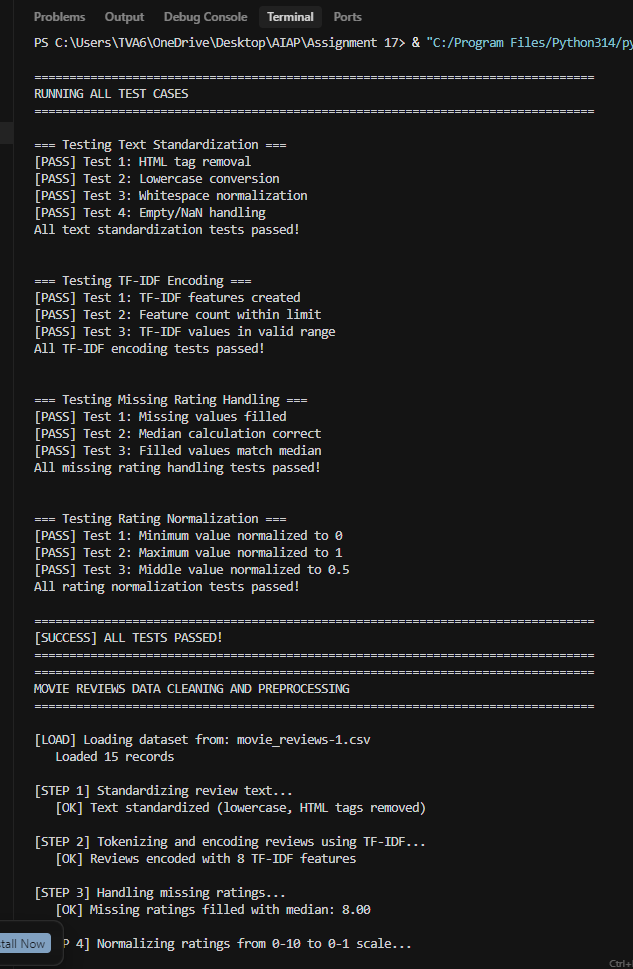 Problems Output Debug Console Terminal Ports
PS C:\Users\TVA6\OneDrive\Desktop\AIAP\Assignment 17> & "C:/Program Files/Python314/py
================================================================================
RUNNING ALL TEST CASES
================================================================================
=== Testing Text Standardization ===
[PASS] Test 1: HTML tag removal
[PASS] Test 2: Lowercase conversion
[PASS] Test 3: Whitespace normalization
[PASS] Test 4: Empty/NaN handling
All text standardization tests passed!
=== Testing TF-IDF Encoding ===
[PASS] Test 1: TF-IDF features created
[PASS] Test 2: Feature count within limit
[PASS] Test 3: TF-IDF values in valid range
All TF-IDF encoding tests passed!
=== Testing Missing Rating Handling ===
[PASS] Test 1: Missing values filled
[PASS] Test 2: Median calculation correct
[PASS] Test 3: Filled values match median
All missing rating handling tests passed!
=== Testing Rating Normalization ===
[PASS] Test 1: Minimum value normalized to 0
[PASS] Test 2: Maximum value normalized to 1
[PASS] Test 3: Middle value normalized to 0.5
All rating normalization tests passed!
================================================================================
[SUCCESS] ALL TESTS PASSED!
================================================================================
================================================================================
MOVIE REVIEWS DATA CLEANING AND PREPROCESSING
================================================================================
[LOAD] Loading dataset from: movie_reviews-1.csv
Loaded 15 records
[STEP 1] Standardizing review text...
[OK] Text standardized (lowercase, HTML tags removed)
[STEP 2] Tokenizing and encoding reviews using TF-IDF...
[OK] Reviews encoded with 8 TF-IDF features
[STEP 3] Handling missing ratings...
[OK] Missing ratings filled with median: 8.00
tall Now
P 4] Normalizing ratings from 0-10 to 0-1 scale...
Ctrl+